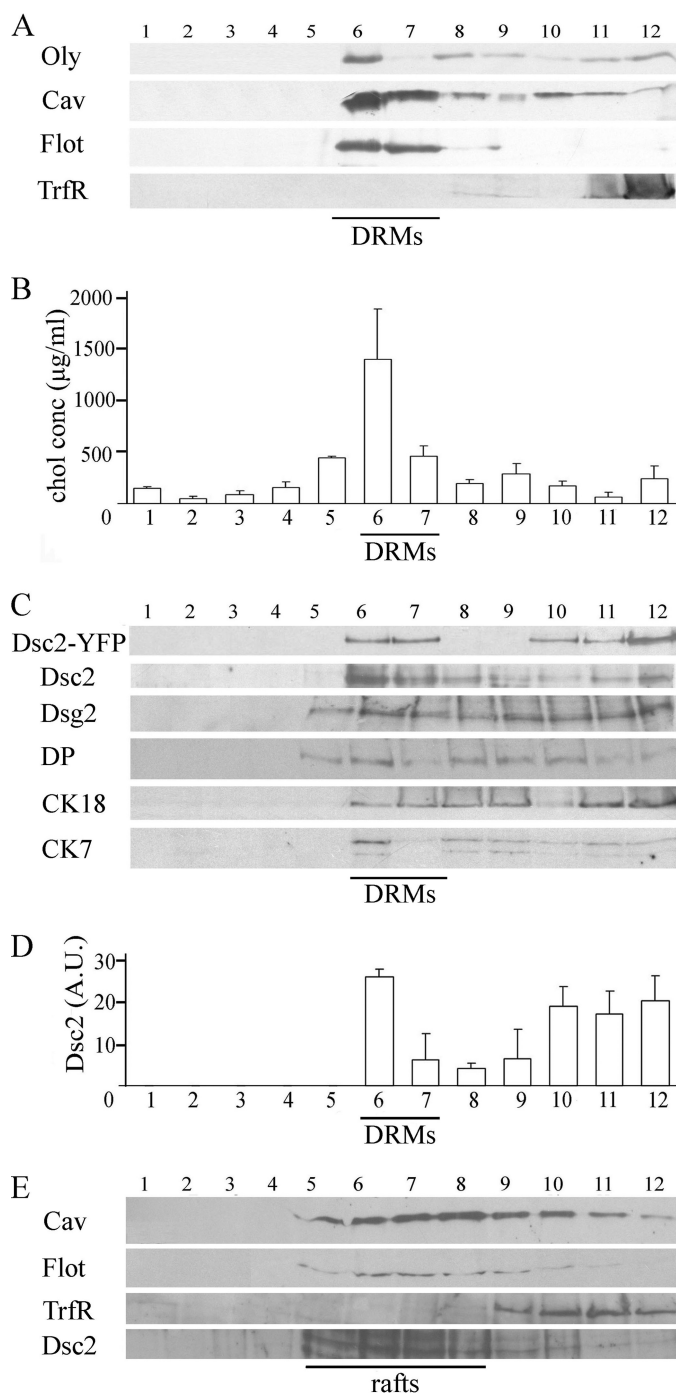 A
1 2 3 4 5 6 7 8 9 10 11 12
Oly
Cav
Flot
TrfR
DRMs
B
chol conc (µg/ml)
2000
1500
1000
500
0
1 2 3 4 5 6 7 8 9 10 11 12
DRMs
C
1 2 3 4 5 6 7 8 9 10 11 12
Dsc2-YFP
Dsc2
Dsg2
DP
CK18
CK7
DRMs
D
Dsc2 (A.U.)
30
20
10
0
1 2 3 4 5 6 7 8 9 10 11 12
DRMs
E
1 2 3 4 5 6 7 8 9 10 11 12
Cav
Flot
TrfR
Dsc2
rafts